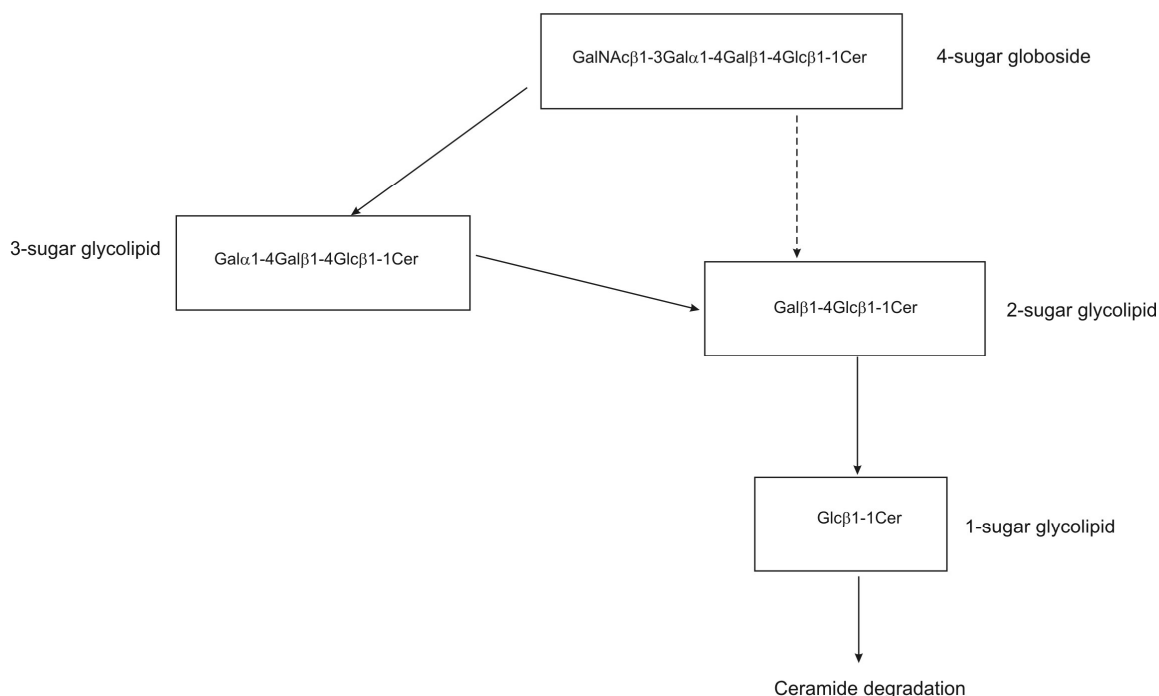 GalNAcβ1-3Galα1-4Galβ1-4Glcβ1-1Cer
4-sugar globoside
3-sugar glycolipid
Galα1-4Galβ1-4Glcβ1-1Cer
Galβ1-4Glcβ1-1Cer
2-sugar glycolipid
Glcβ1-1Cer
1-sugar glycolipid
Ceramide degradation